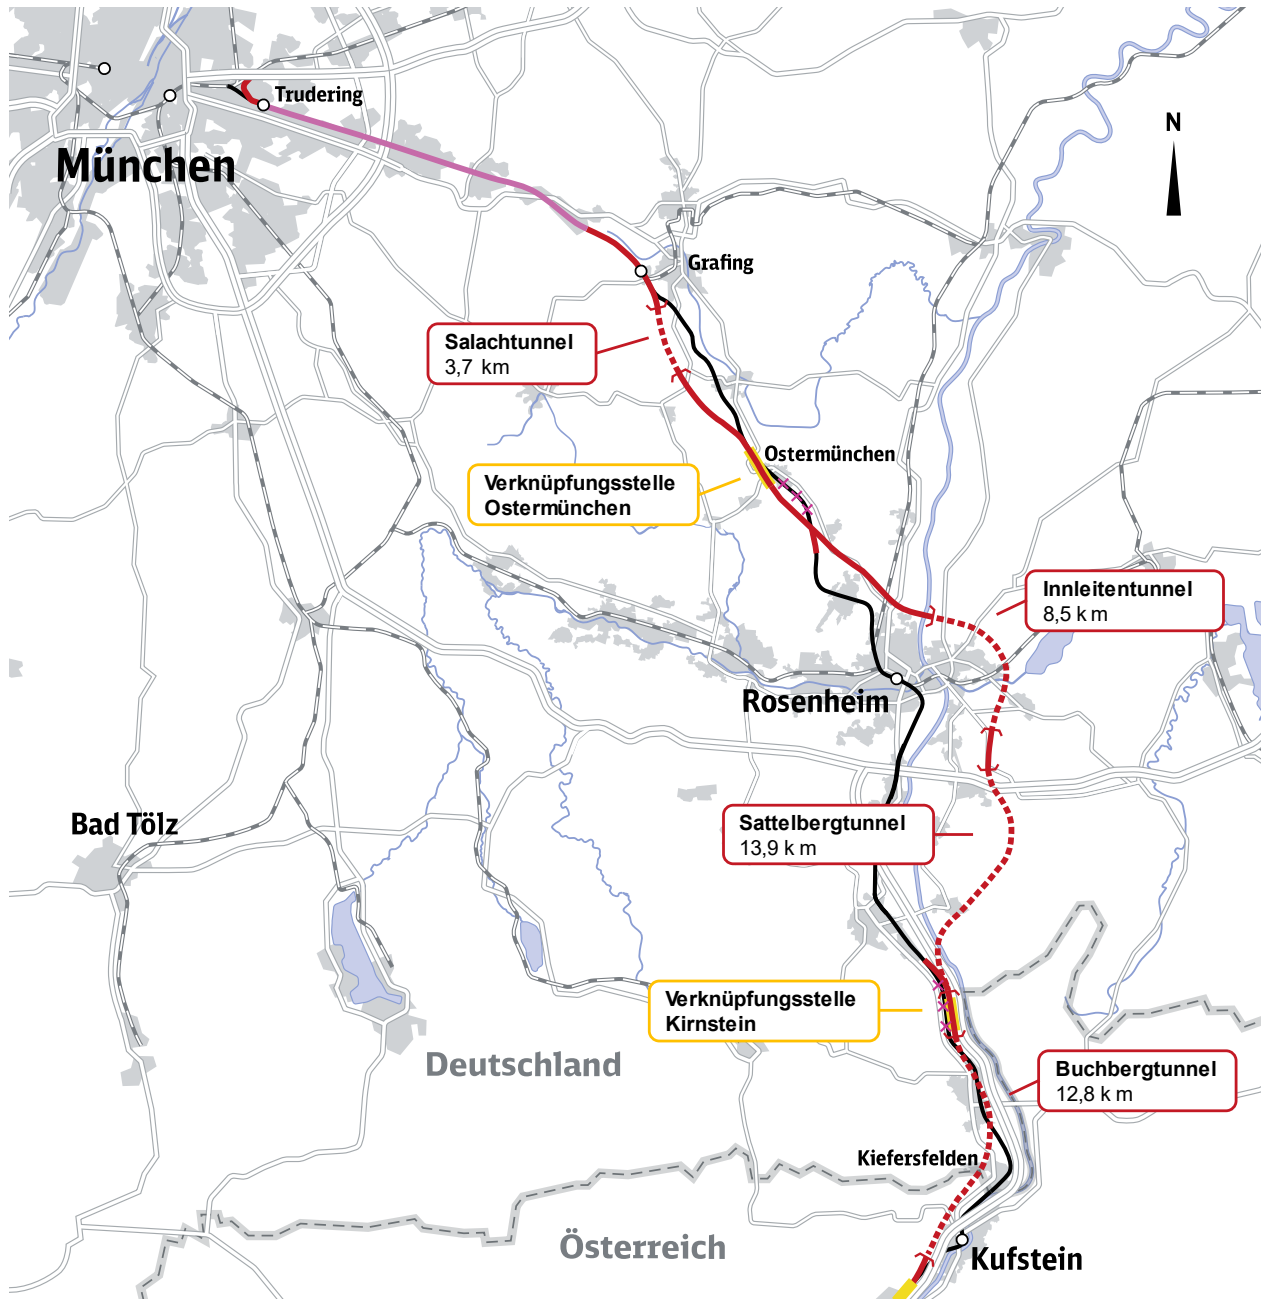 Trudering
N
München
Grafing
Salachtunnel
3,7 km
Ostermünchen
Verknüpfungsstelle
Ostermünchen
Innleitentunnel
8,5 km
Rosenheim
Bad Tölz
Sattelbergtunnel
13,9 km
Verknüpfungsstelle
Kirnstein
Deutschland
Buchbergtunnel
12,8 km
Kiefersfelden
Österreich
Kufstein